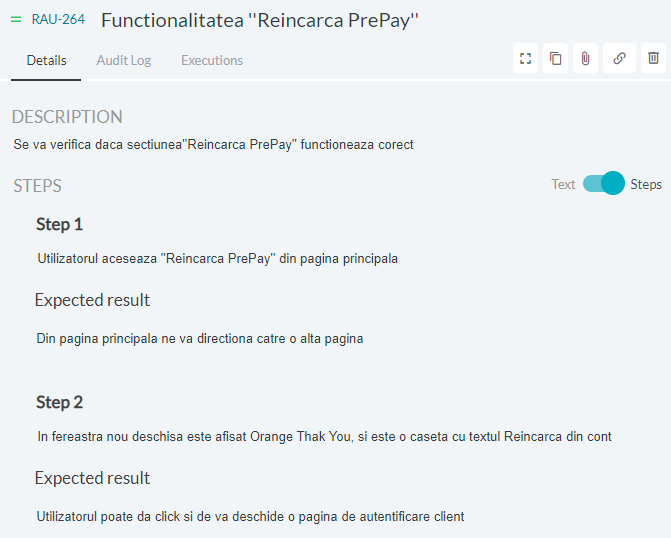 RAU-264 Functionalitatea ''Reincarca PrePay''
Details Audit Log Executions
DESCRIPTION
Se va verifica daca sectiunea"Reincarca PrePay" functioneaza corect
STEPS Text Steps
Step 1
Utilizatorul aceseaza "Reincarca PrePay" din pagina principala
Expected result
Din pagina principala ne va directiona catre o alta pagina
Step 2
In fereastra nou deschisa este afisat Orange Thak You, si este o caseta cu textul Reincarca din cont
Expected result
Utilizatorul poate da click si de va deschide o pagina de autentificare client